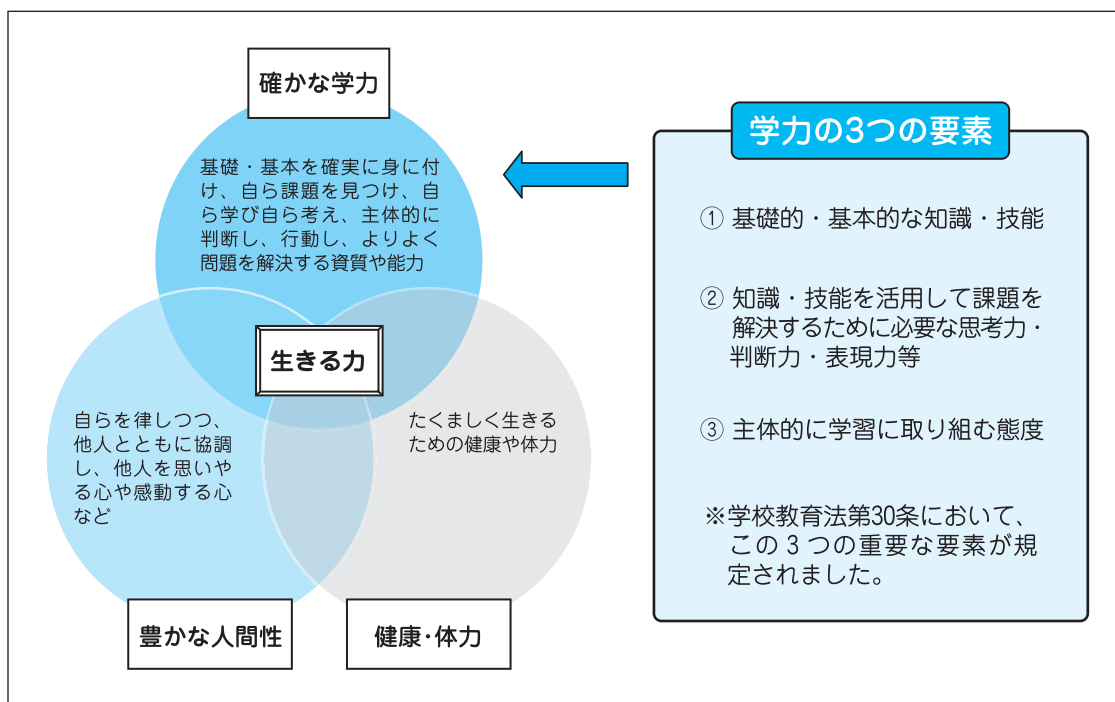 確かな学力
基礎・基本を確実に身に付
け、自ら課題を見つけ、自
ら学び自ら考え、主体的に
判断し、行動し、よりよく
問題を解決する資質や能力
生きる力
自らを律しつつ、
他人とともに協調
し、他人を思いや
る心や感動する心
など
たくましく生きる
ための健康や体力
豊かな人間性
健康・体力
学力の3つの要素
① 基礎的・基本的な知識・技能
② 知識・技能を活用して課題を
解決するために必要な思考力・
判断力・表現力等
③ 主体的に学習に取り組む態度
※学校教育法第30条において、
この3つの重要な要素が規
定されました。